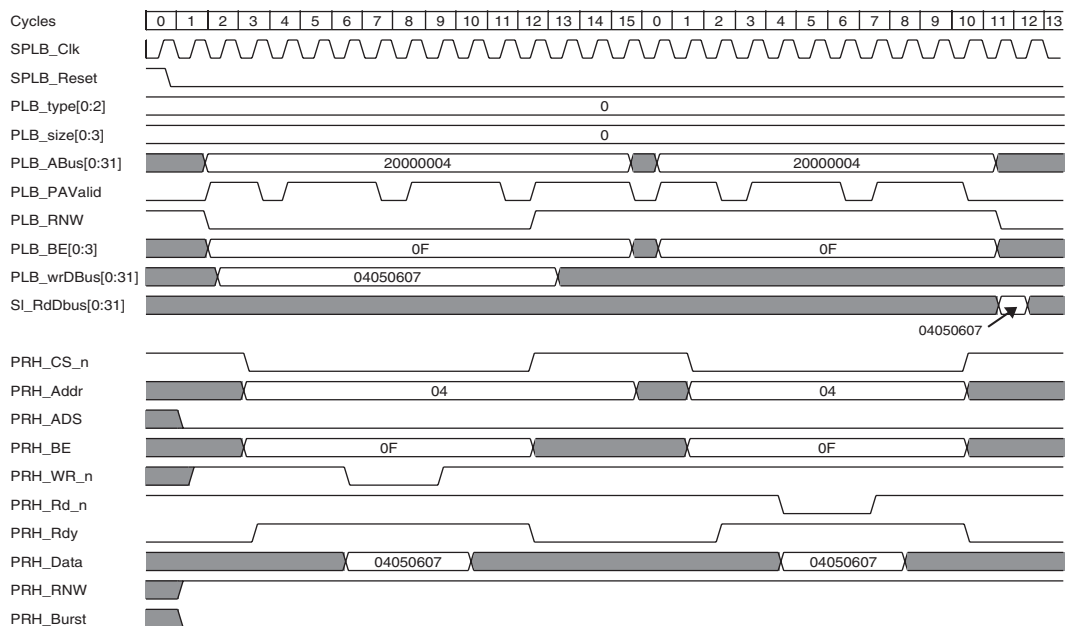 Cycles 0 1 2 3 4 5 6 7 8 9 10 11 12 13 14 15 0 1 2 3 4 5 6 7 8 9 10 11 12 13
SPLB_Clk
SPLB_Reset
PLB_type[0:2] 0
PLB_size[0:3] 0
PLB_ABus[0:31] 20000004 20000004
PLB_PAValid
PLB_RNW
PLB_BE[0:3] 0F 0F
PLB_wrDBus[0:31] 04050607
Sl_RdDbus[0:31]
04050607
PRH_CS_n
PRH_Addr 04 04
PRH_ADS
PRH_BE 0F 0F
PRH_WR_n
PRH_Rd_n
PRH_Rdy
PRH_Data 04050607 04050607
PRH_RNW
PRH_Burst